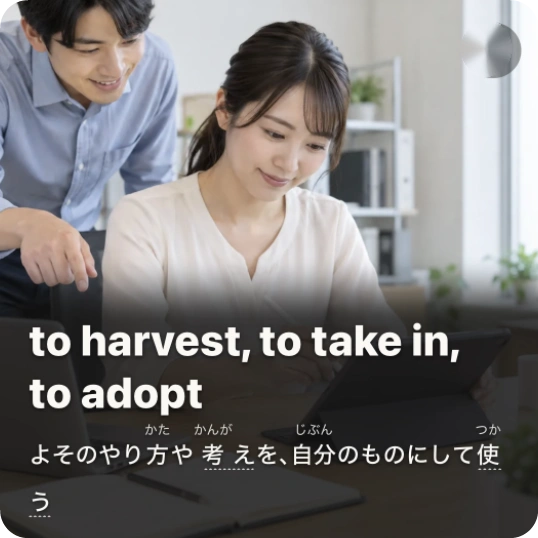 to harvest, to take in,
to adopt
かた かんが じぶん つか
よそのやり方や考えを、自分のものにして使
う